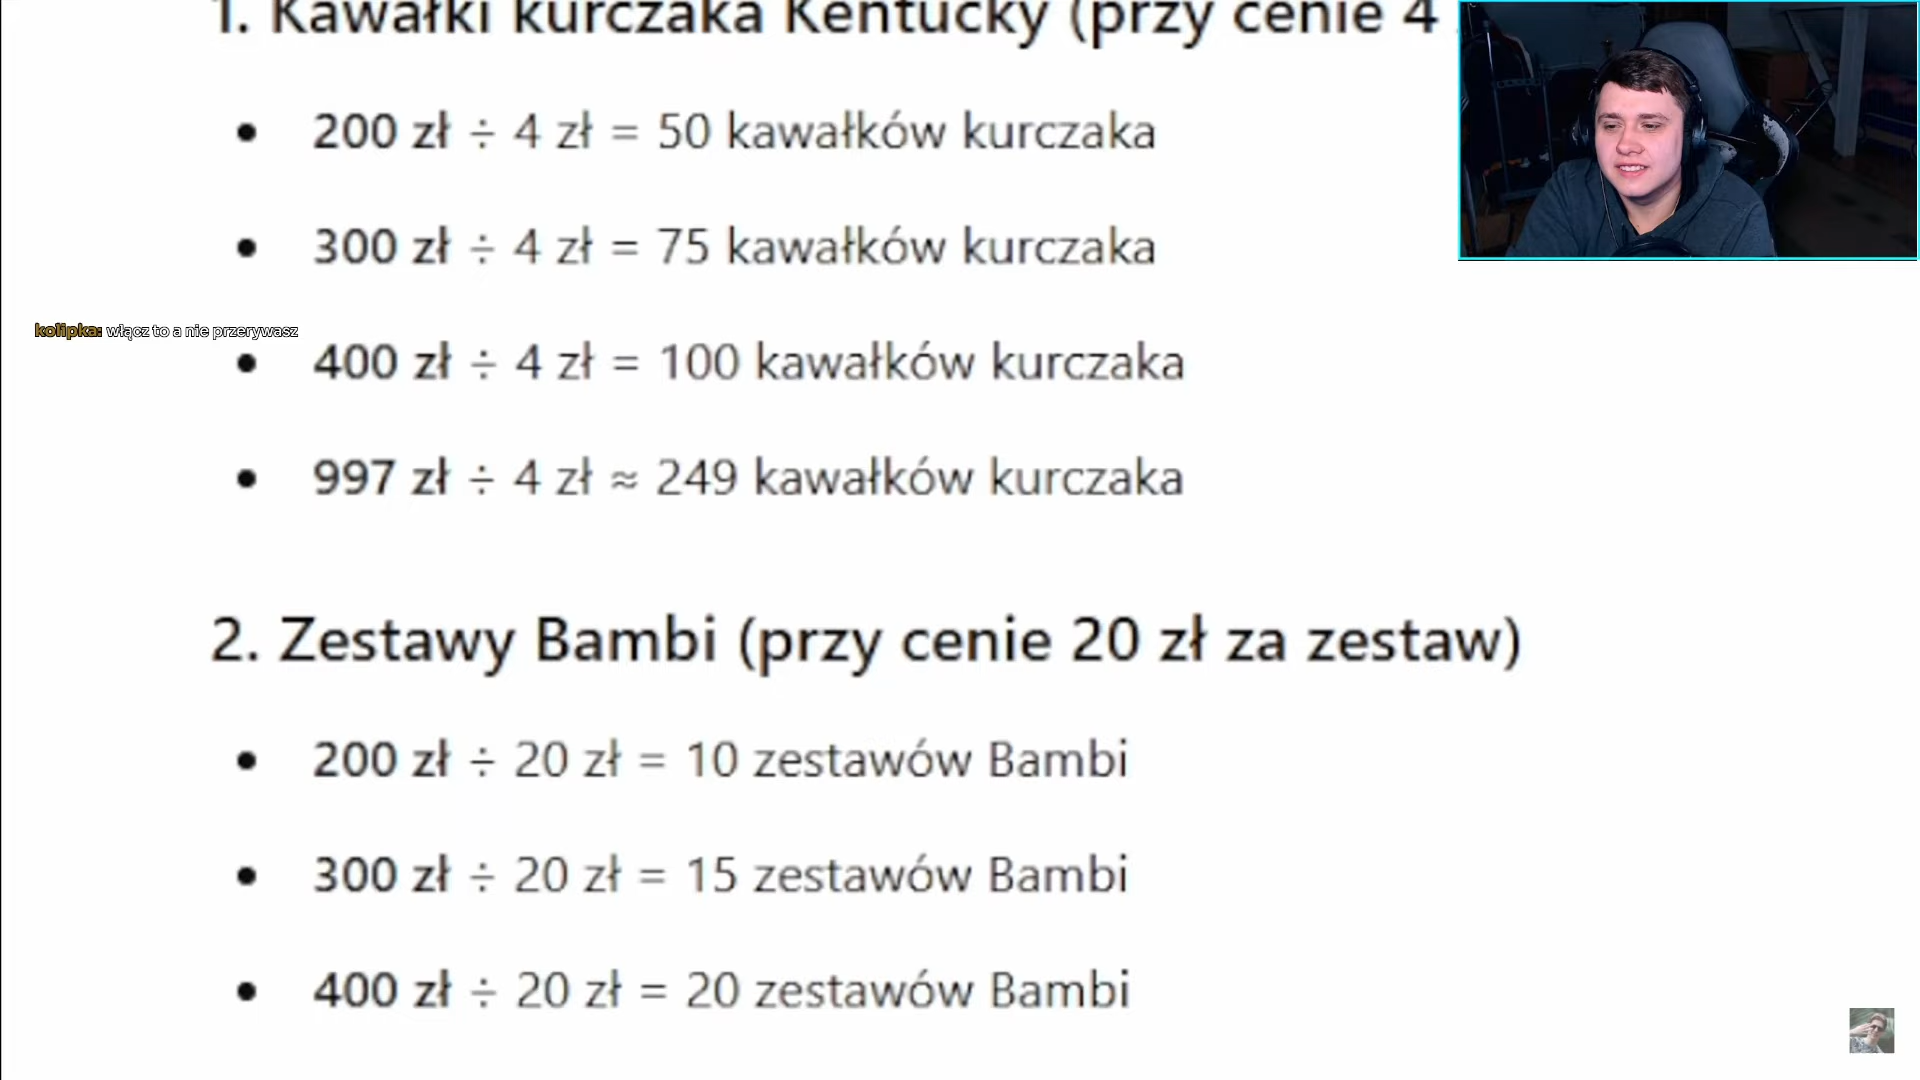 1. Kawałki kurczaka Kentucky (przy cenie 4
200 zł ÷ 4 zł = 50 kawałków kurczaka
300 zł ÷ 4 zł = 75 kawałków kurczaka
kolipka: włącz to a nie przerywasz
400 zł ÷ 4 zł = 100 kawałków kurczaka
997 zł ÷ 4 zł ≈ 249 kawałków kurczaka
2. Zestawy Bambi (przy cenie 20 zł za zestaw)
200 zł ÷ 20 zł = 10 zestawów Bambi
300 zł ÷ 20 zł = 15 zestawów Bambi
400 zł ÷ 20 zł = 20 zestawów Bambi